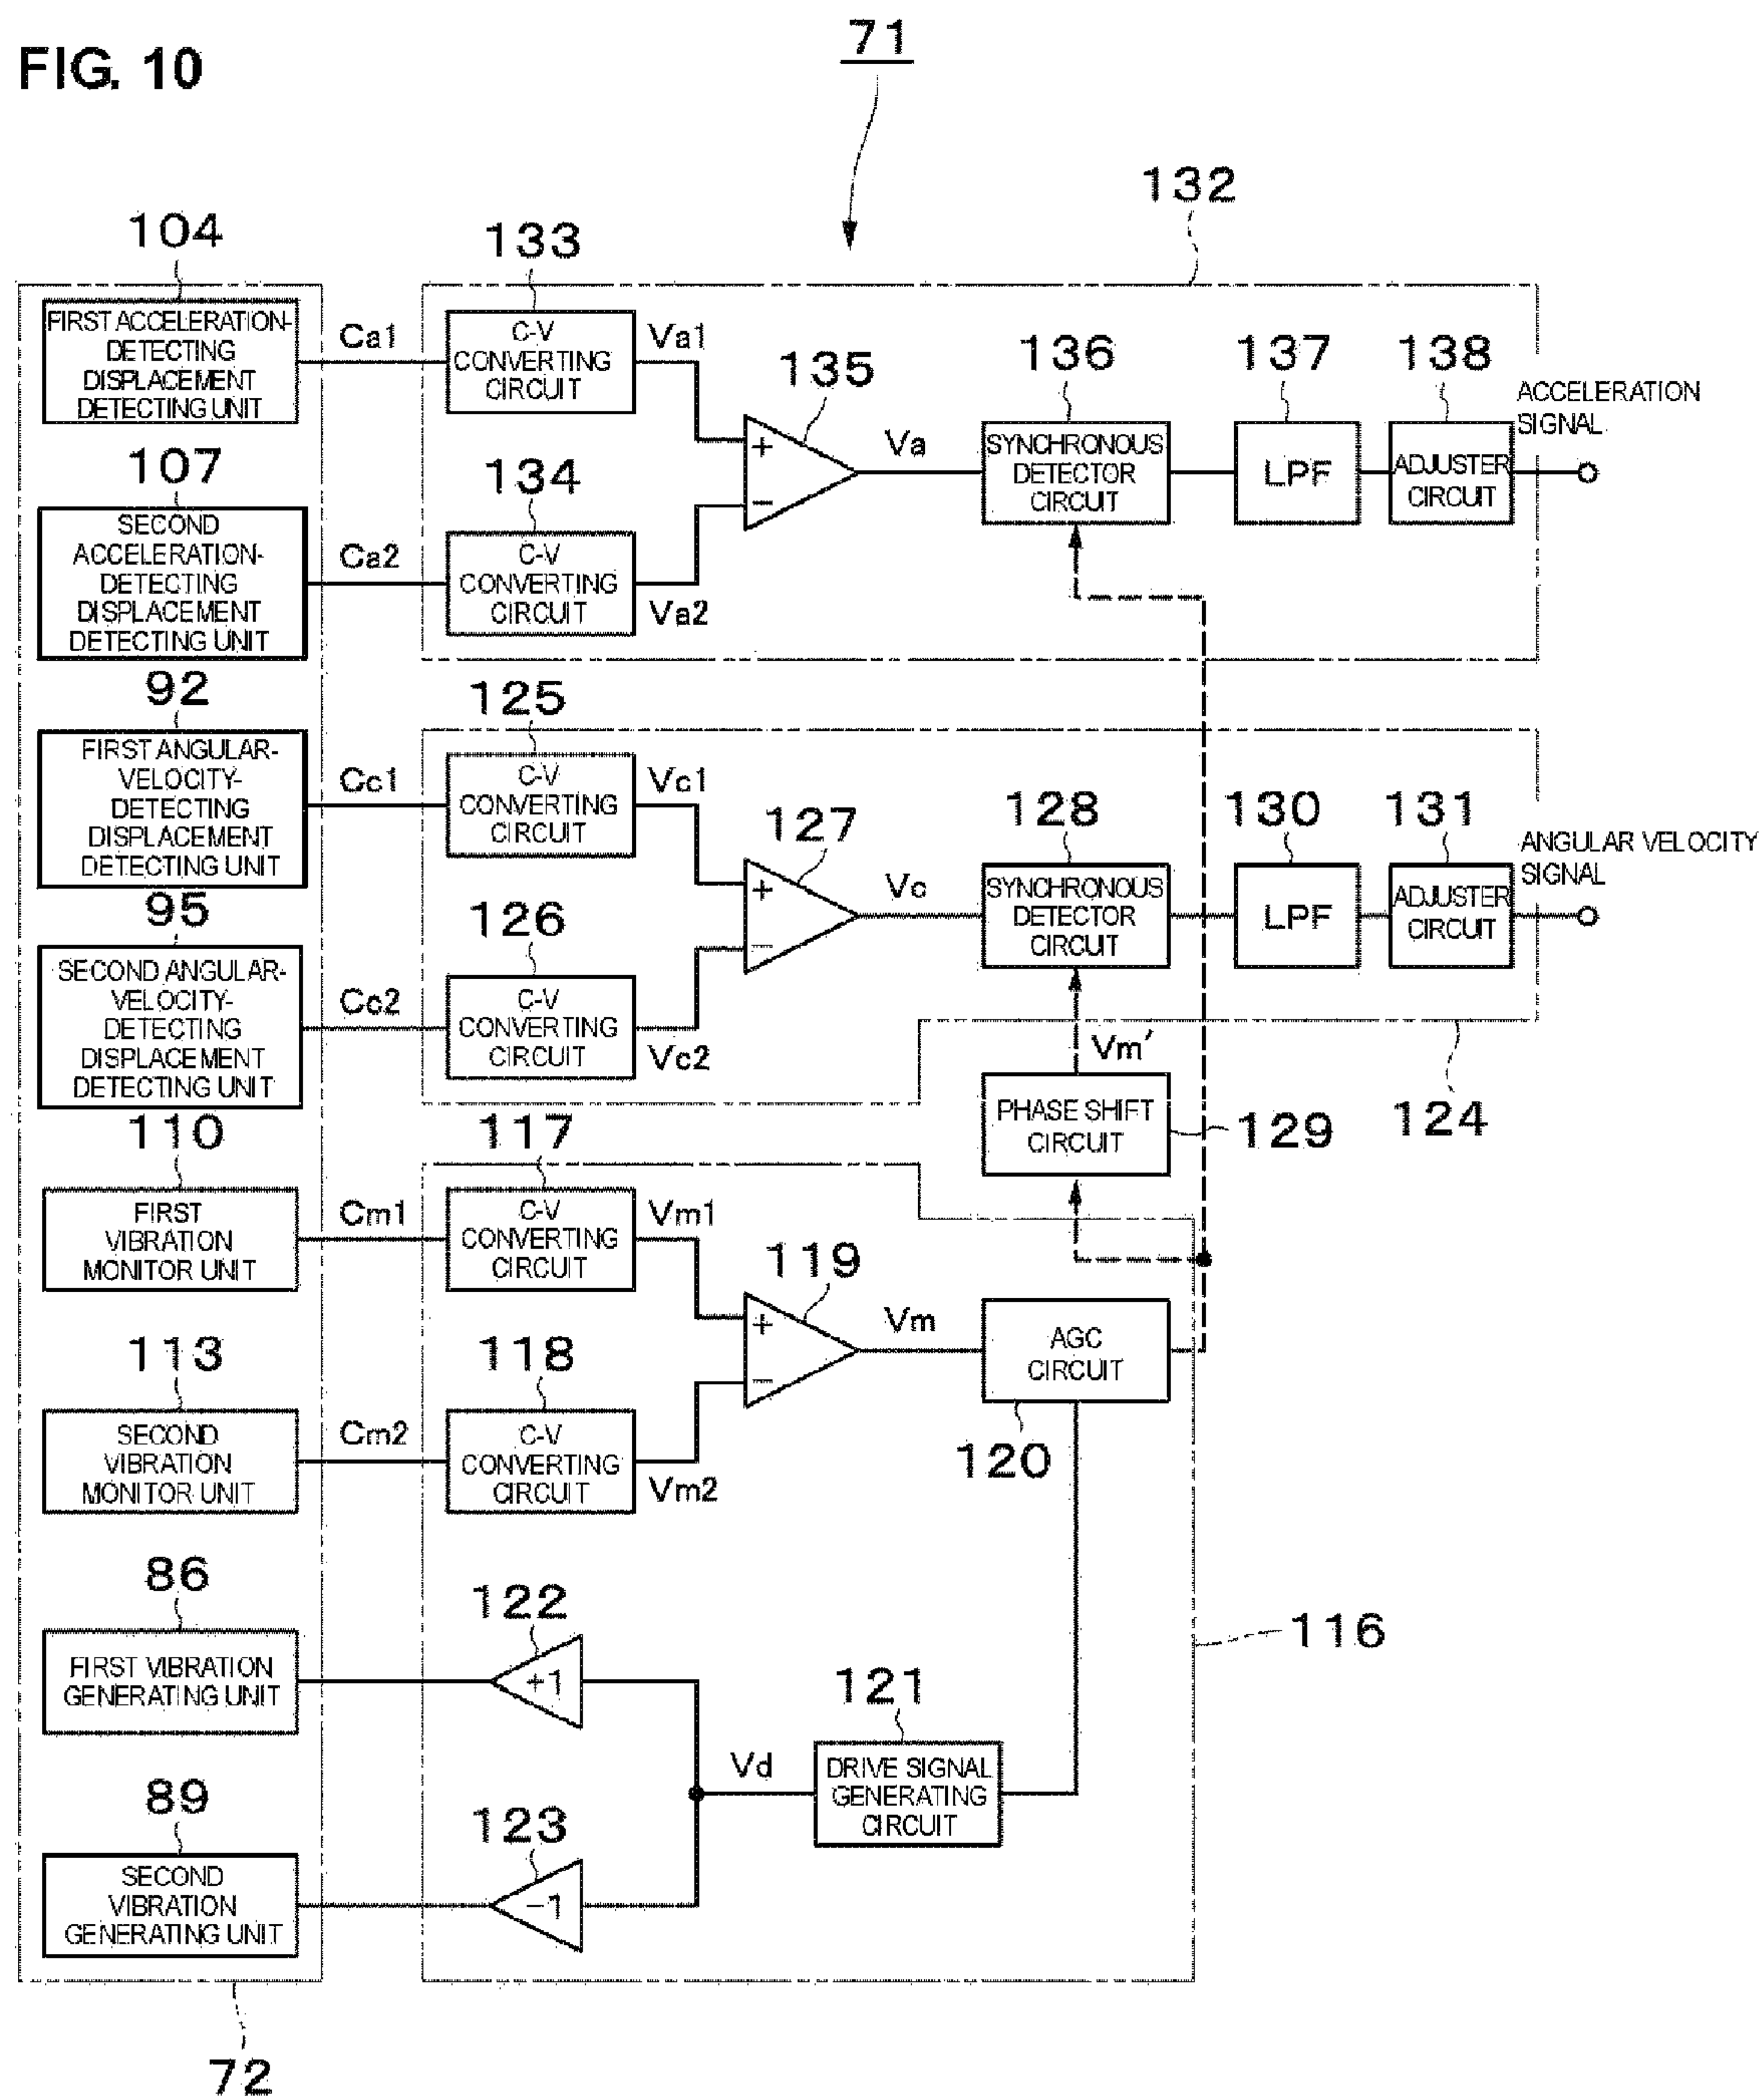 FIG. 10
71
132
104
133
FIRST ACCELERATION-
DETECTING
DISPLACEMENT
DETECTING UNIT
Ca1
C-V
CONVERTING
CIRCUIT
Va1
135
136
137
138
ACCELERATION
SIGNAL
+
−
Va
SYNCHRONOUS
DETECTOR
CIRCUIT
LPF
ADJUSTER
CIRCUIT
107
134
SECOND
ACCELERATION-
DETECTING
DISPLACEMENT
DETECTING UNIT
Ca2
C-V
CONVERTING
CIRCUIT
Va2
92
125
FIRST ANGULAR-
VELOCITY-
DETECTING
DISPLACEMENT
DETECTING UNIT
Cc1
C-V
CONVERTING
CIRCUIT
Vc1
127
128
130
131
ANGULAR VELOCITY
SIGNAL
+
−
Vc
SYNCHRONOUS
DETECTOR
CIRCUIT
LPF
ADJUSTER
CIRCUIT
95
126
SECOND ANGULAR-
VELOCITY-
DETECTING
DISPLACEMENT
DETECTING UNIT
Cc2
C-V
CONVERTING
CIRCUIT
Vc2
Vm′
PHASE SHIFT
CIRCUIT
129
124
110
117
FIRST
VIBRATION
MONITOR UNIT
Cm1
C-V
CONVERTING
CIRCUIT
Vm1
119
+
−
Vm
AGC
CIRCUIT
120
113
118
SECOND
VIBRATION
MONITOR UNIT
Cm2
C-V
CONVERTING
CIRCUIT
Vm2
86
122
FIRST VIBRATION
GENERATING UNIT
+1
116
121
Vd
DRIVE SIGNAL
GENERATING
CIRCUIT
89
123
SECOND
VIBRATION
GENERATING UNIT
−1
72